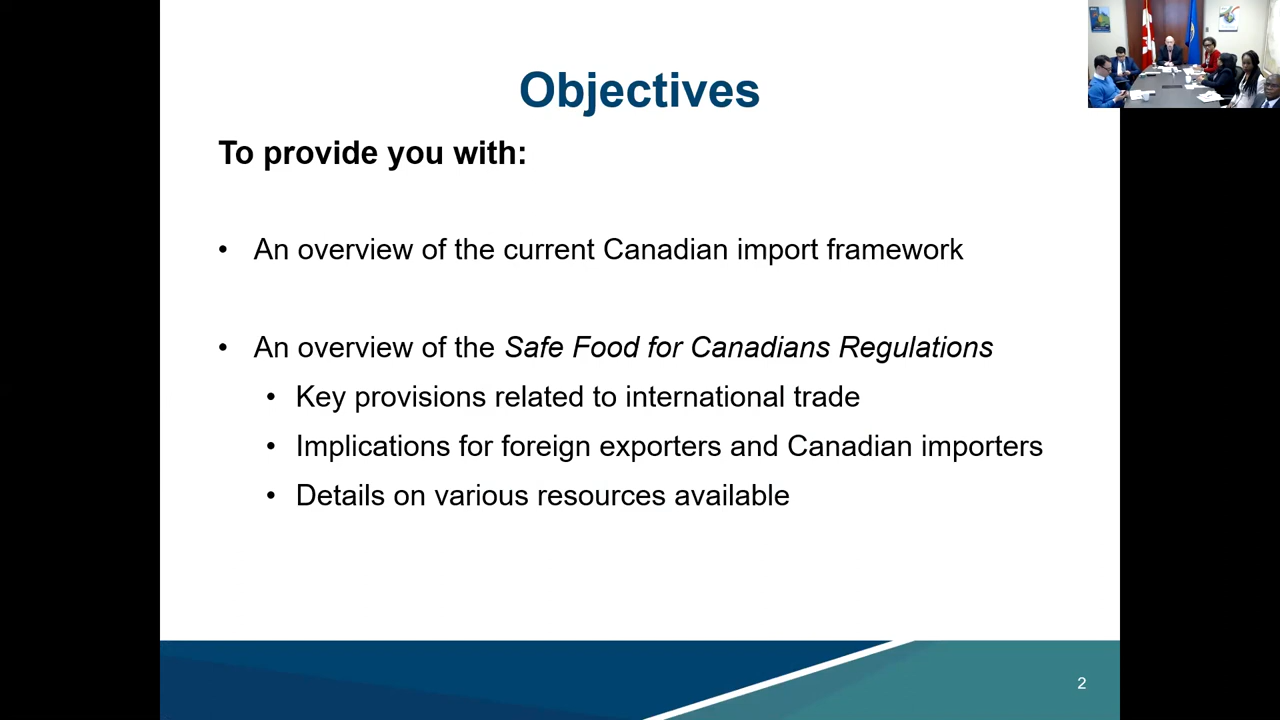 Objectives
To provide you with:
• An overview of the current Canadian import framework
• An overview of the Safe Food for Canadians Regulations
• Key provisions related to international trade
• Implications for foreign exporters and Canadian importers
• Details on various resources available
2